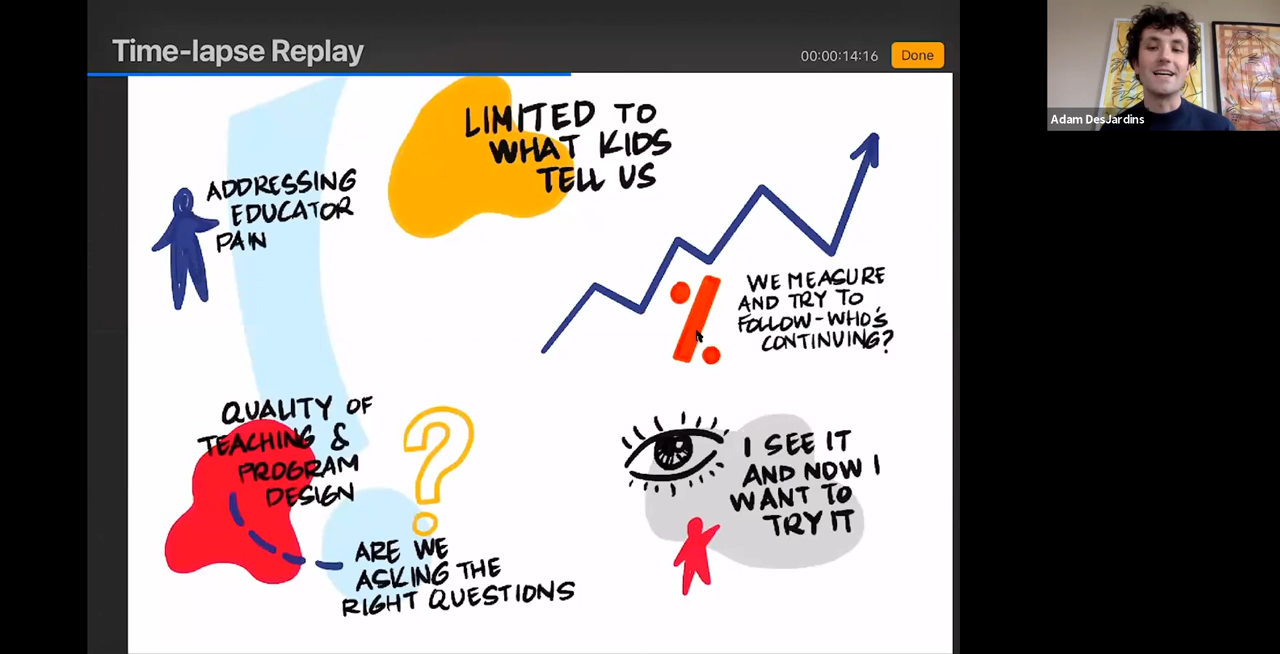 Time-lapse Replay
00:00:14:16
Done
Adam DesJardins
LIMITED TO
WHAT KIDS
TELL US
ADDRESSING
EDUCATOR
PAIN
WE MEASURE
AND TRY TO
FOLLOW-WHO'S
CONTINUING?
QUALITY OF
TEACHING &
PROGRAM
DESIGN
?
ARE WE
ASKING THE
RIGHT QUESTIONS
I SEE IT
AND NOW I
WANT TO
TRY IT
%